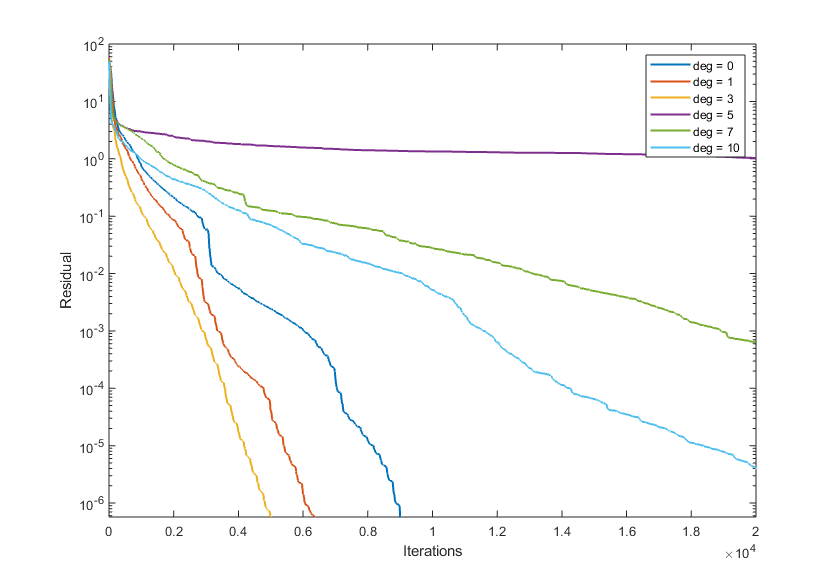 10^2
10^1
10^0
10^-1
10^-2
10^-3
10^-4
10^-5
10^-6
Residual
deg = 0
deg = 1
deg = 3
deg = 5
deg = 7
deg = 10
0 0.2 0.4 0.6 0.8 1 1.2 1.4 1.6 1.8 2
Iterations
×10^4